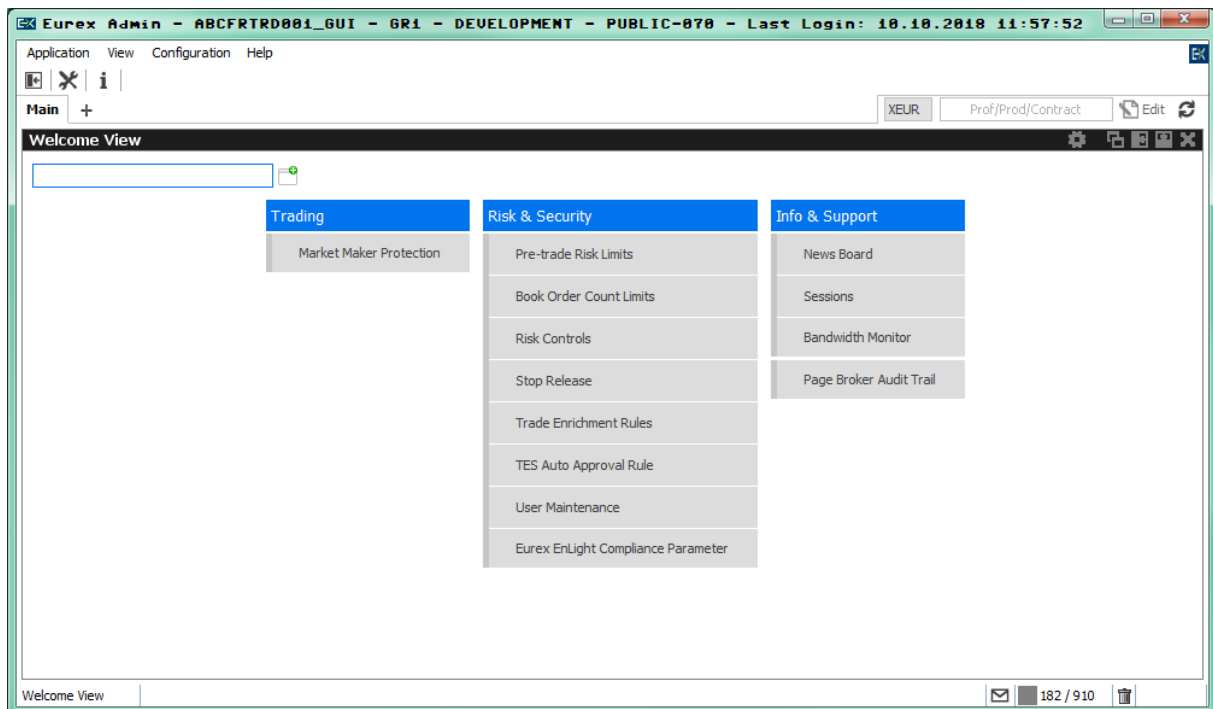 EX Eurex Admin - ABCFRTRD001_GUI - GR1 - DEVELOPMENT - PUBLIC-070 - Last Login: 10.10.2018 11:57:52
Application View Configuration Help
Main + XEUR Prof/Prod/Contract Edit
Welcome View
Trading
Market Maker Protection
Risk & Security
Pre-trade Risk Limits
Book Order Count Limits
Risk Controls
Stop Release
Trade Enrichment Rules
TES Auto Approval Rule
User Maintenance
Eurex EnLight Compliance Parameter
Info & Support
News Board
Sessions
Bandwidth Monitor
Page Broker Audit Trail
Welcome View 182 / 910